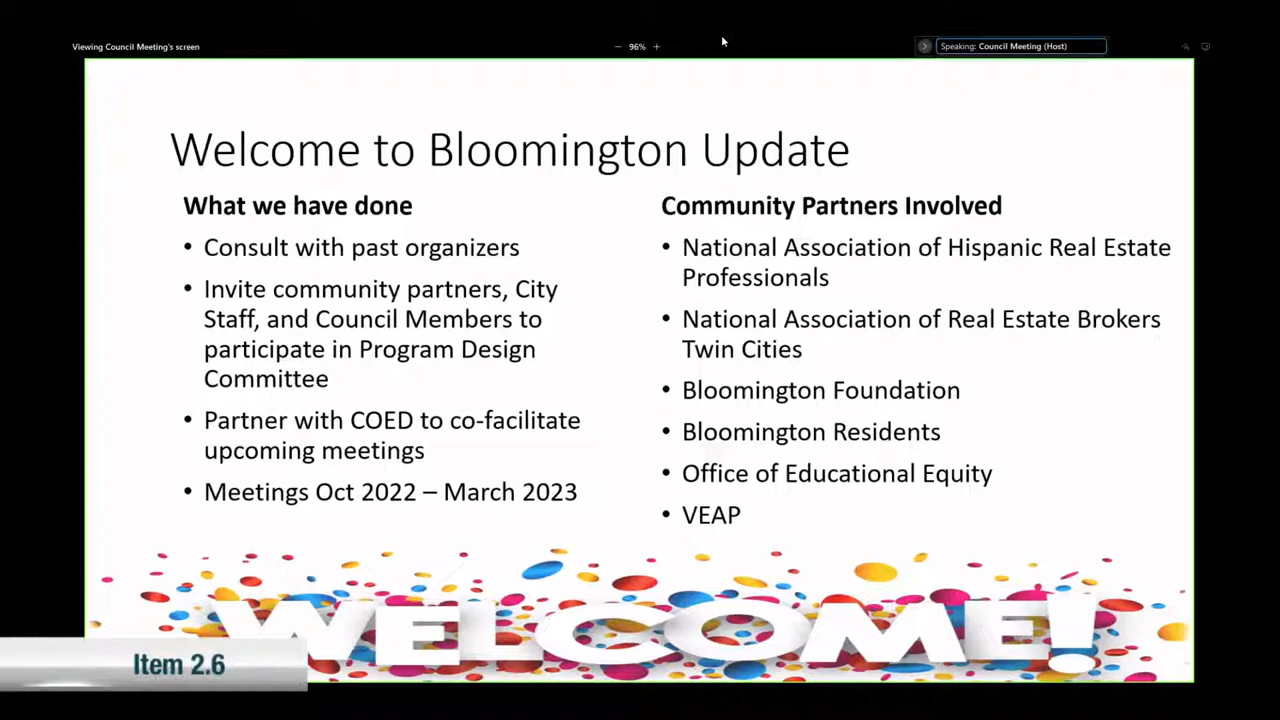 Viewing Council Meeting's screen
− 96% +
Speaking: Council Meeting (Host)
Welcome to Bloomington Update
What we have done
• Consult with past organizers
• Invite community partners, City
Staff, and Council Members to
participate in Program Design
Committee
• Partner with COED to co-facilitate
upcoming meetings
• Meetings Oct 2022 – March 2023
Community Partners Involved
• National Association of Hispanic Real Estate
Professionals
• National Association of Real Estate Brokers
Twin Cities
• Bloomington Foundation
• Bloomington Residents
• Office of Educational Equity
• VEAP
WELCOME!
Item 2.6